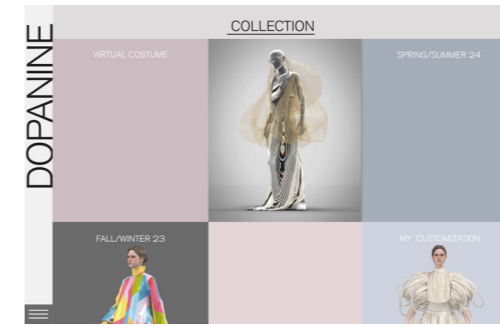 DOPANINE
COLLECTION
VIRTUAL COSTUME
SPRING/SUMMER 24
FALL/WINTER 23
MY CUSTOMIZATION